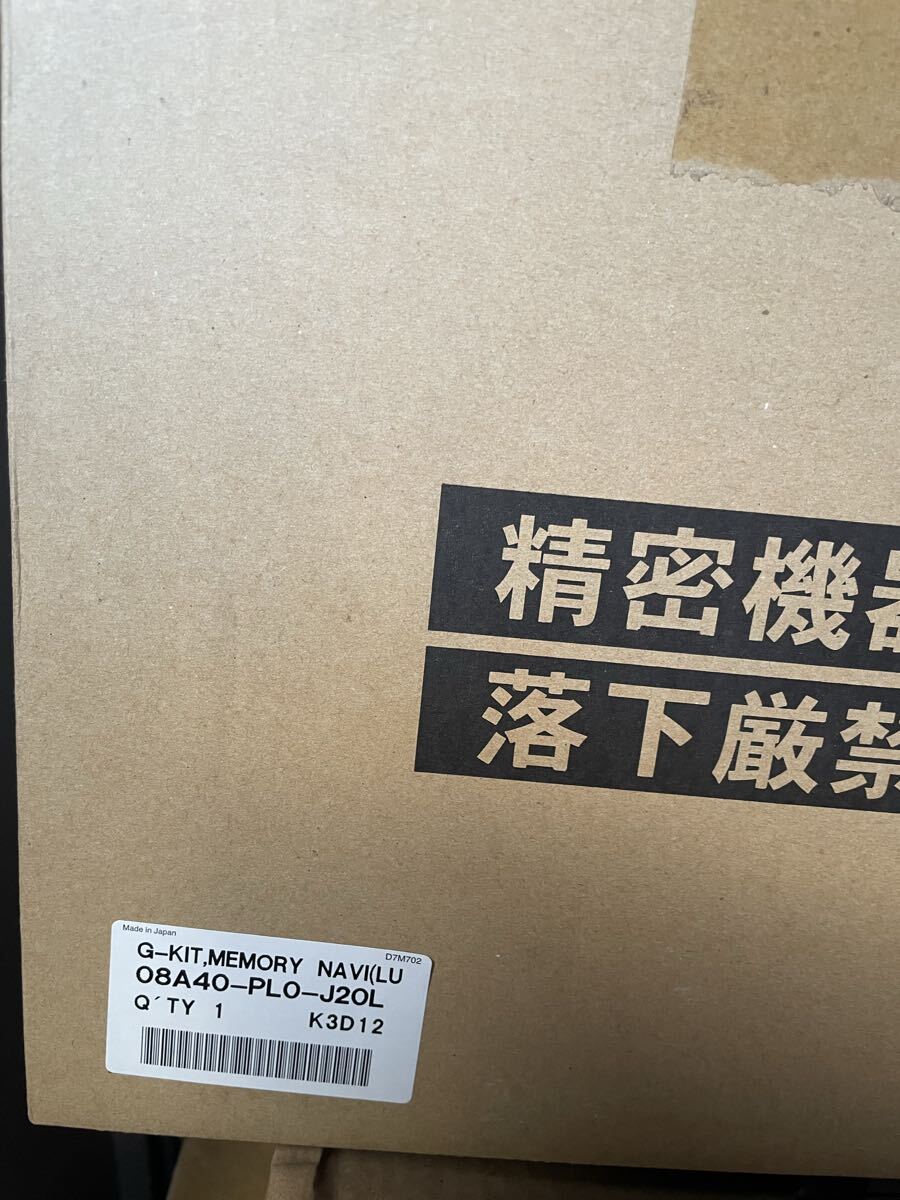 精密機器
落下厳禁
Made in Japan
D7M702
G-KIT,MEMORY NAVI(LU
08A40-PL0-J20L
Q´TY 1 K3D12